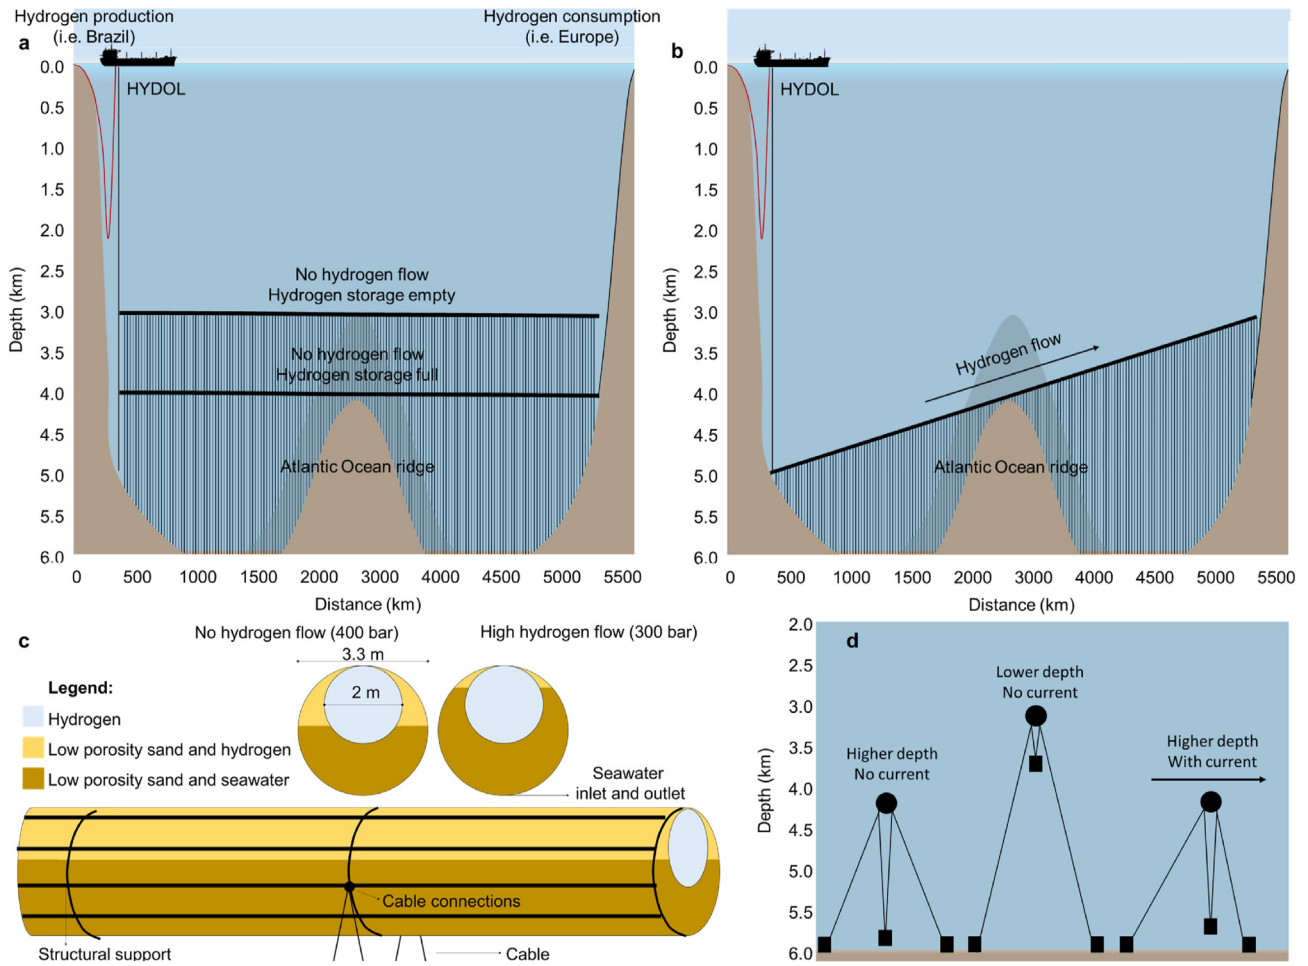 Hydrogen production
(i.e. Brazil)
Hydrogen consumption
(i.e. Europe)
a
HYDOL
0.0
0.5
1.0
1.5
2.0
2.5
3.0
3.5
4.0
4.5
5.0
5.5
6.0
Depth (km)
No hydrogen flow
Hydrogen storage empty
No hydrogen flow
Hydrogen storage full
Atlantic Ocean ridge
0 500 1000 1500 2000 3000 4000 4500 5500
Distance (km)
b
HYDOL
0.0
0.5
1.0
1.5
2.0
2.5
3.0
3.5
4.0
4.5
5.0
5.5
6.0
Depth (km)
Hydrogen flow
Atlantic Ocean ridge
0 500 1000 1500 2000 3000 4000 4500 5000 5500
Distance (km)
c
No hydrogen flow (400 bar)
High hydrogen flow (300 bar)
3.3 m
2 m
Legend:
Hydrogen
Low porosity sand and hydrogen
Low porosity sand and seawater
Seawater
inlet and outlet
Cable connections
Structural support
Cable
d
2.0
2.5
3.0
3.5
4.0
4.5
5.0
5.5
6.0
Depth (km)
Lower depth
No current
Higher depth
No current
Higher depth
With current